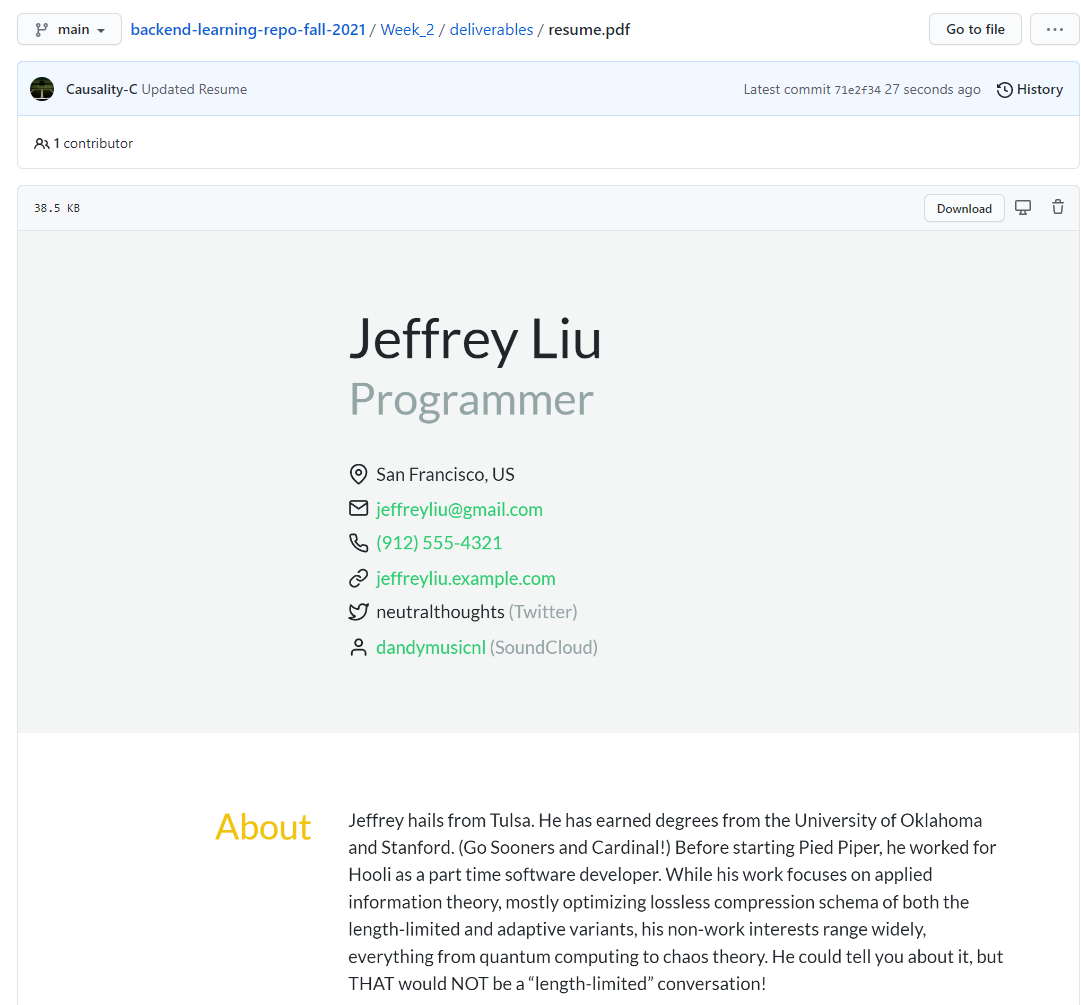 main
backend-learning-repo-fall-2021 / Week_2 / deliverables / resume.pdf
Go to file
...
Causality-C Updated Resume
Latest commit 71e2f34 27 seconds ago
History
1 contributor
38.5 KB
Download
Jeffrey Liu
Programmer
San Francisco, US
jeffreyliu@gmail.com
(912) 555-4321
jeffreyliu.example.com
neutralthoughts (Twitter)
dandymusicnl (SoundCloud)
About
Jeffrey hails from Tulsa. He has earned degrees from the University of Oklahoma
and Stanford. (Go Sooners and Cardinal!) Before starting Pied Piper, he worked for
Hooli as a part time software developer. While his work focuses on applied
information theory, mostly optimizing lossless compression schema of both the
length-limited and adaptive variants, his non-work interests range widely,
everything from quantum computing to chaos theory. He could tell you about it, but
THAT would NOT be a “length-limited” conversation!